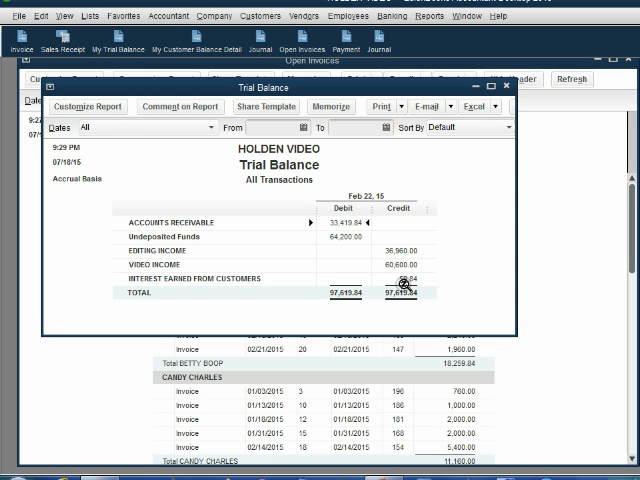 File Edit View Lists Favorites Accountant Company Customers Vendors Employees Banking Reports Window Help
Invoice Sales Receipt My Trial Balance My Customer Balance Detail Journal Open Invoices Payment Journal
Open Invoices
Header Refresh
Trial Balance
Customize Report Comment on Report Share Template Memorize Print E-mail Excel
Dates All From To Sort By Default
9:29 PM
07/18/15
Accrual Basis
HOLDEN VIDEO
Trial Balance
All Transactions
Feb 22, 15
Debit Credit
ACCOUNTS RECEIVABLE 33,419.84
Undeposited Funds 64,200.00
EDITING INCOME 36,960.00
VIDEO INCOME 60,600.00
INTEREST EARNED FROM CUSTOMERS
TOTAL 97,619.84 97,619.84
Invoice 02/21/2015 20 02/21/2015 147 1,960.00
Total BETTY BOOP 18,259.84
CANDY CHARLES
Invoice 01/03/2015 3 01/03/2015 196 760.00
Invoice 01/13/2015 10 01/13/2015 186 1,000.00
Invoice 01/18/2015 12 01/18/2015 181 2,000.00
Invoice 01/31/2015 15 01/31/2015 168 2,000.00
Invoice 02/14/2015 18 02/14/2015 154 5,400.00
Total CANDY CHARLES 11,160.00